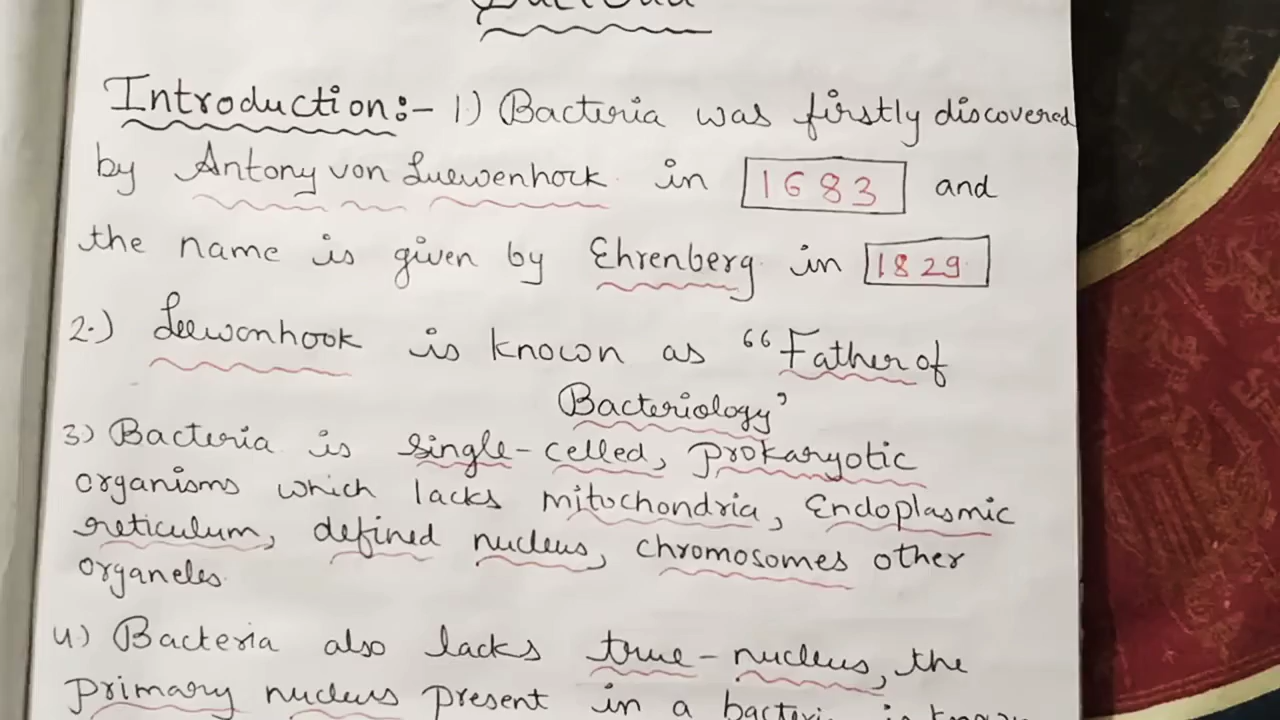 Introduction:- 1.) Bacteria was firstly discovered
by Antony von Luewenhock in 1683 and
the name is given by Ehrenberg in 1829.
2.) Leewonhook is known as “Father of
Bacteriology’
3) Bacteria is single-celled, prokaryotic
organisms which lacks mitochondria, Endoplasmic
reticulum, defined nucleus, chromosomes other
organeles.
4) Bacteria also lacks true-nucleus, the
primary nucleus present in a